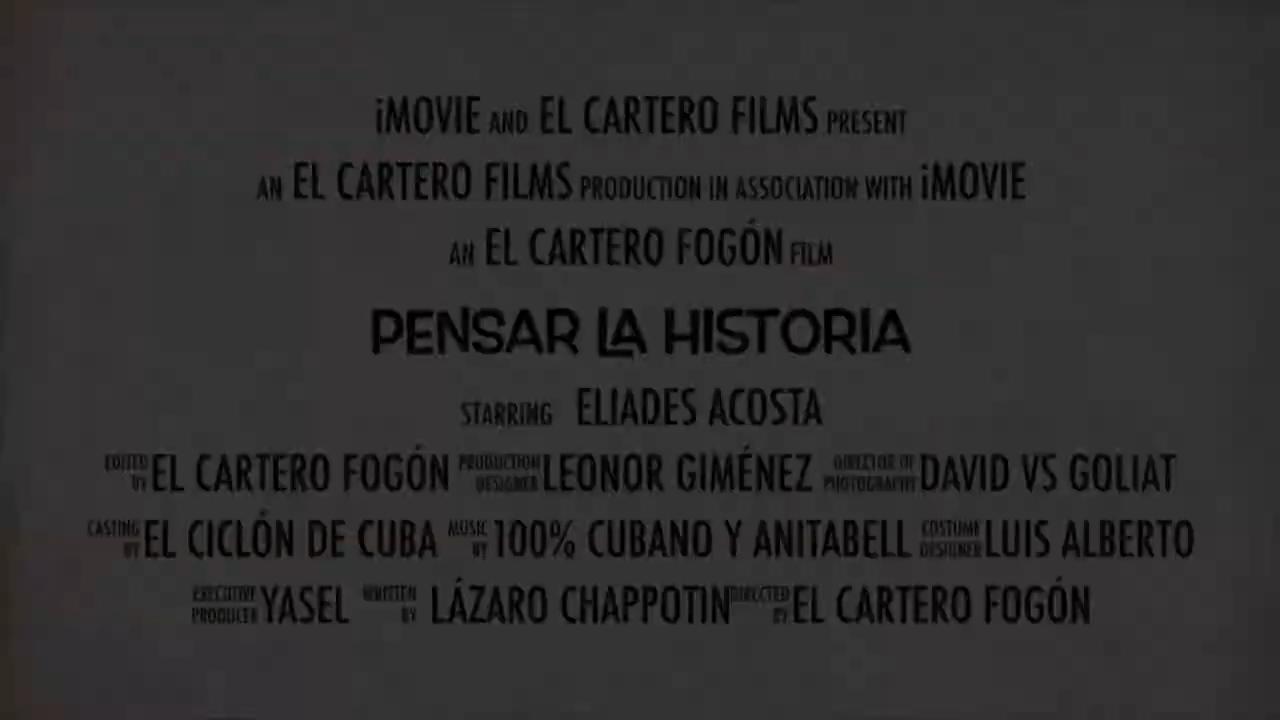 iMOVIE AND EL CARTERO FILMS PRESENT
AN EL CARTERO FILMS PRODUCTION IN ASSOCIATION WITH iMOVIE
AN EL CARTERO FOGÓN FILM
PENSAR LA HISTORIA
STARRING ELIADES ACOSTA
EDITED BY EL CARTERO FOGÓN PRODUCTION DESIGNER LEONOR GIMÉNEZ DIRECTOR OF PHOTOGRAPHY DAVID VS GOLIAT
CASTING BY EL CICLÓN DE CUBA MUSIC BY 100% CUBANO Y ANITABELL COSTUME DESIGNER LUIS ALBERTO
EXECUTIVE PRODUCER YASEL WRITTEN BY LÁZARO CHAPPOTIN DIRECTED BY EL CARTERO FOGÓN